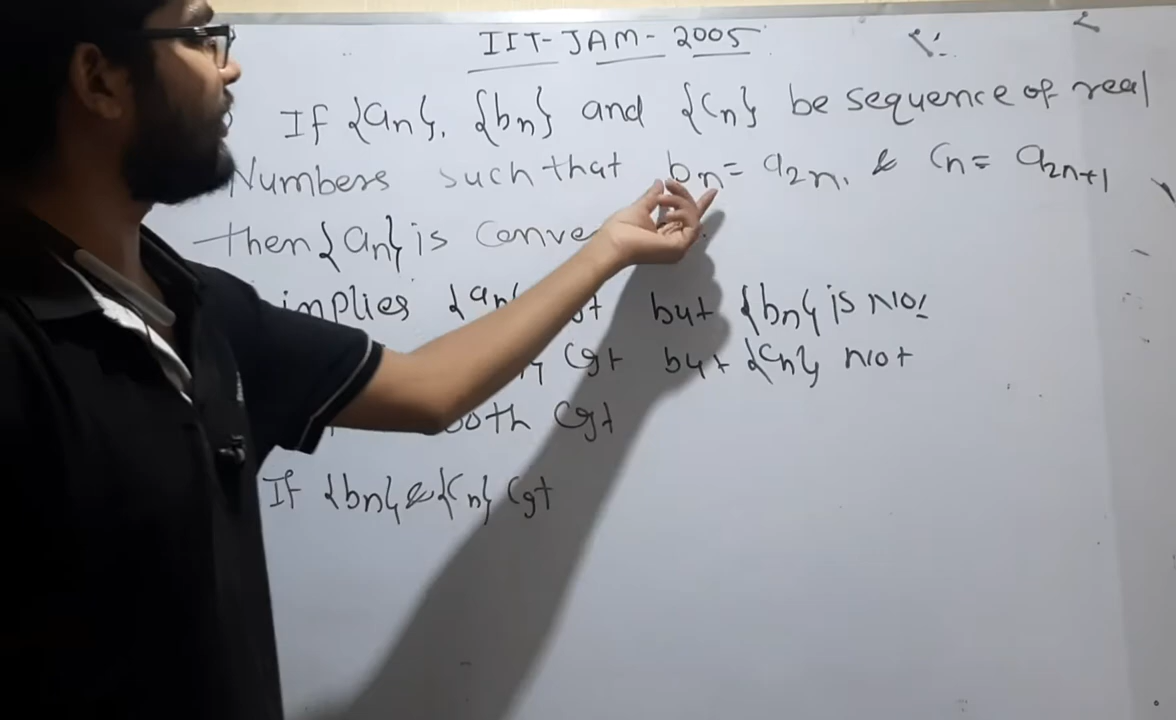 IIT-JAM-2005
If {an}, {bn} and {cn} be sequence of real
Numbers such that bn = a2n, & cn = a2n+1
then {an} is
implies but {bn} is not
Cgt but {cn} not
both Cgt
If {bn} & {cn} Cgt